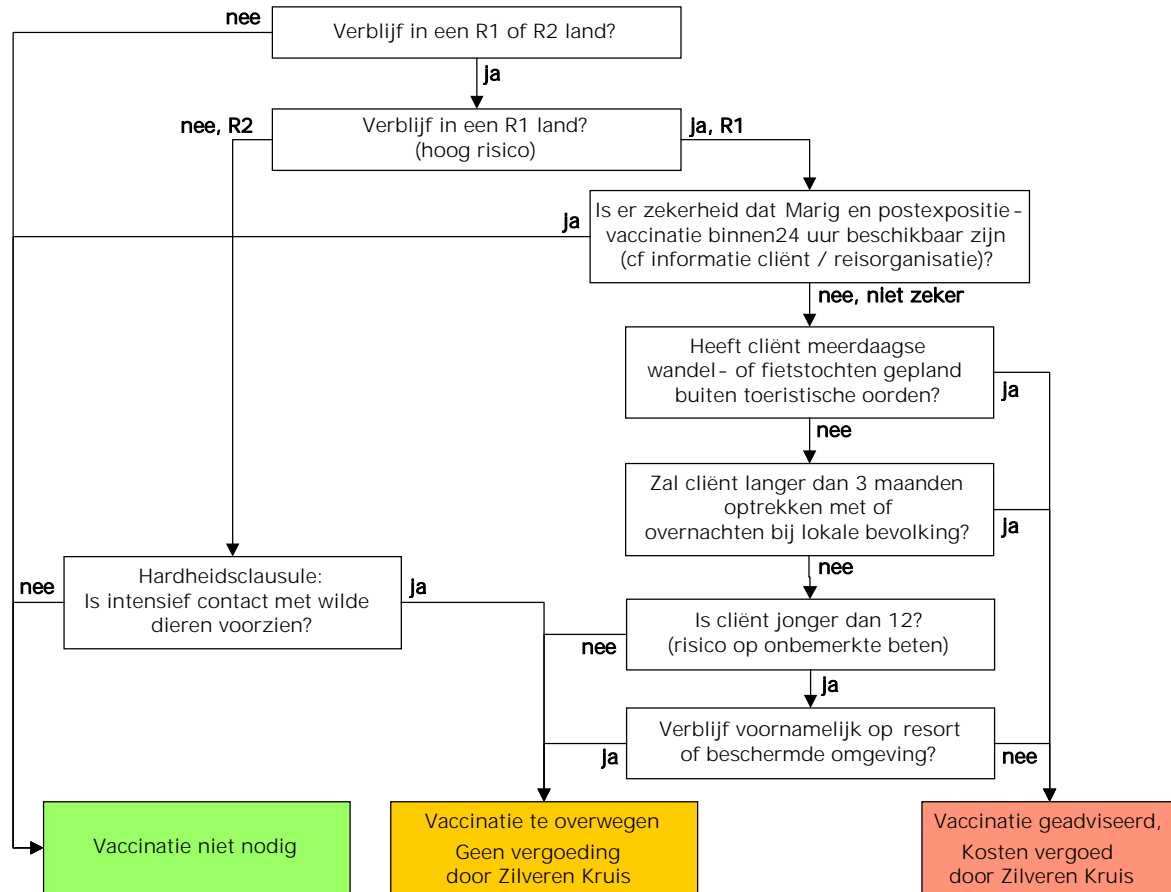 nee
Verblijf in een R1 of R2 land?
ja
nee, R2
Verblijf in een R1 land?
(hoog risico)
ja, R1
ja
Is er zekerheid dat Marig en postexpositie-
vaccinatie binnen24 uur beschikbaar zijn
(cf informatie cliënt / reisorganisatie)?
nee, niet zeker
Heeft cliënt meerdaagse
wandel- of fietstochten gepland
buiten toeristische oorden?
ja
nee
Zal cliënt langer dan 3 maanden
optrekken met of
overnachten bij lokale bevolking?
ja
nee
nee
Hardheidsclausule:
Is intensief contact met wilde
dieren voorzien?
ja
Is cliënt jonger dan 12?
(risico op onbemerkte beten)
nee
ja
Verblijf voornamelijk op resort
of beschermde omgeving?
ja
nee
Vaccinatie niet nodig
Vaccinatie te overwegen
Geen vergoeding
door Zilveren Kruis
Vaccinatie geadviseerd,
Kosten vergoed
door Zilveren Kruis